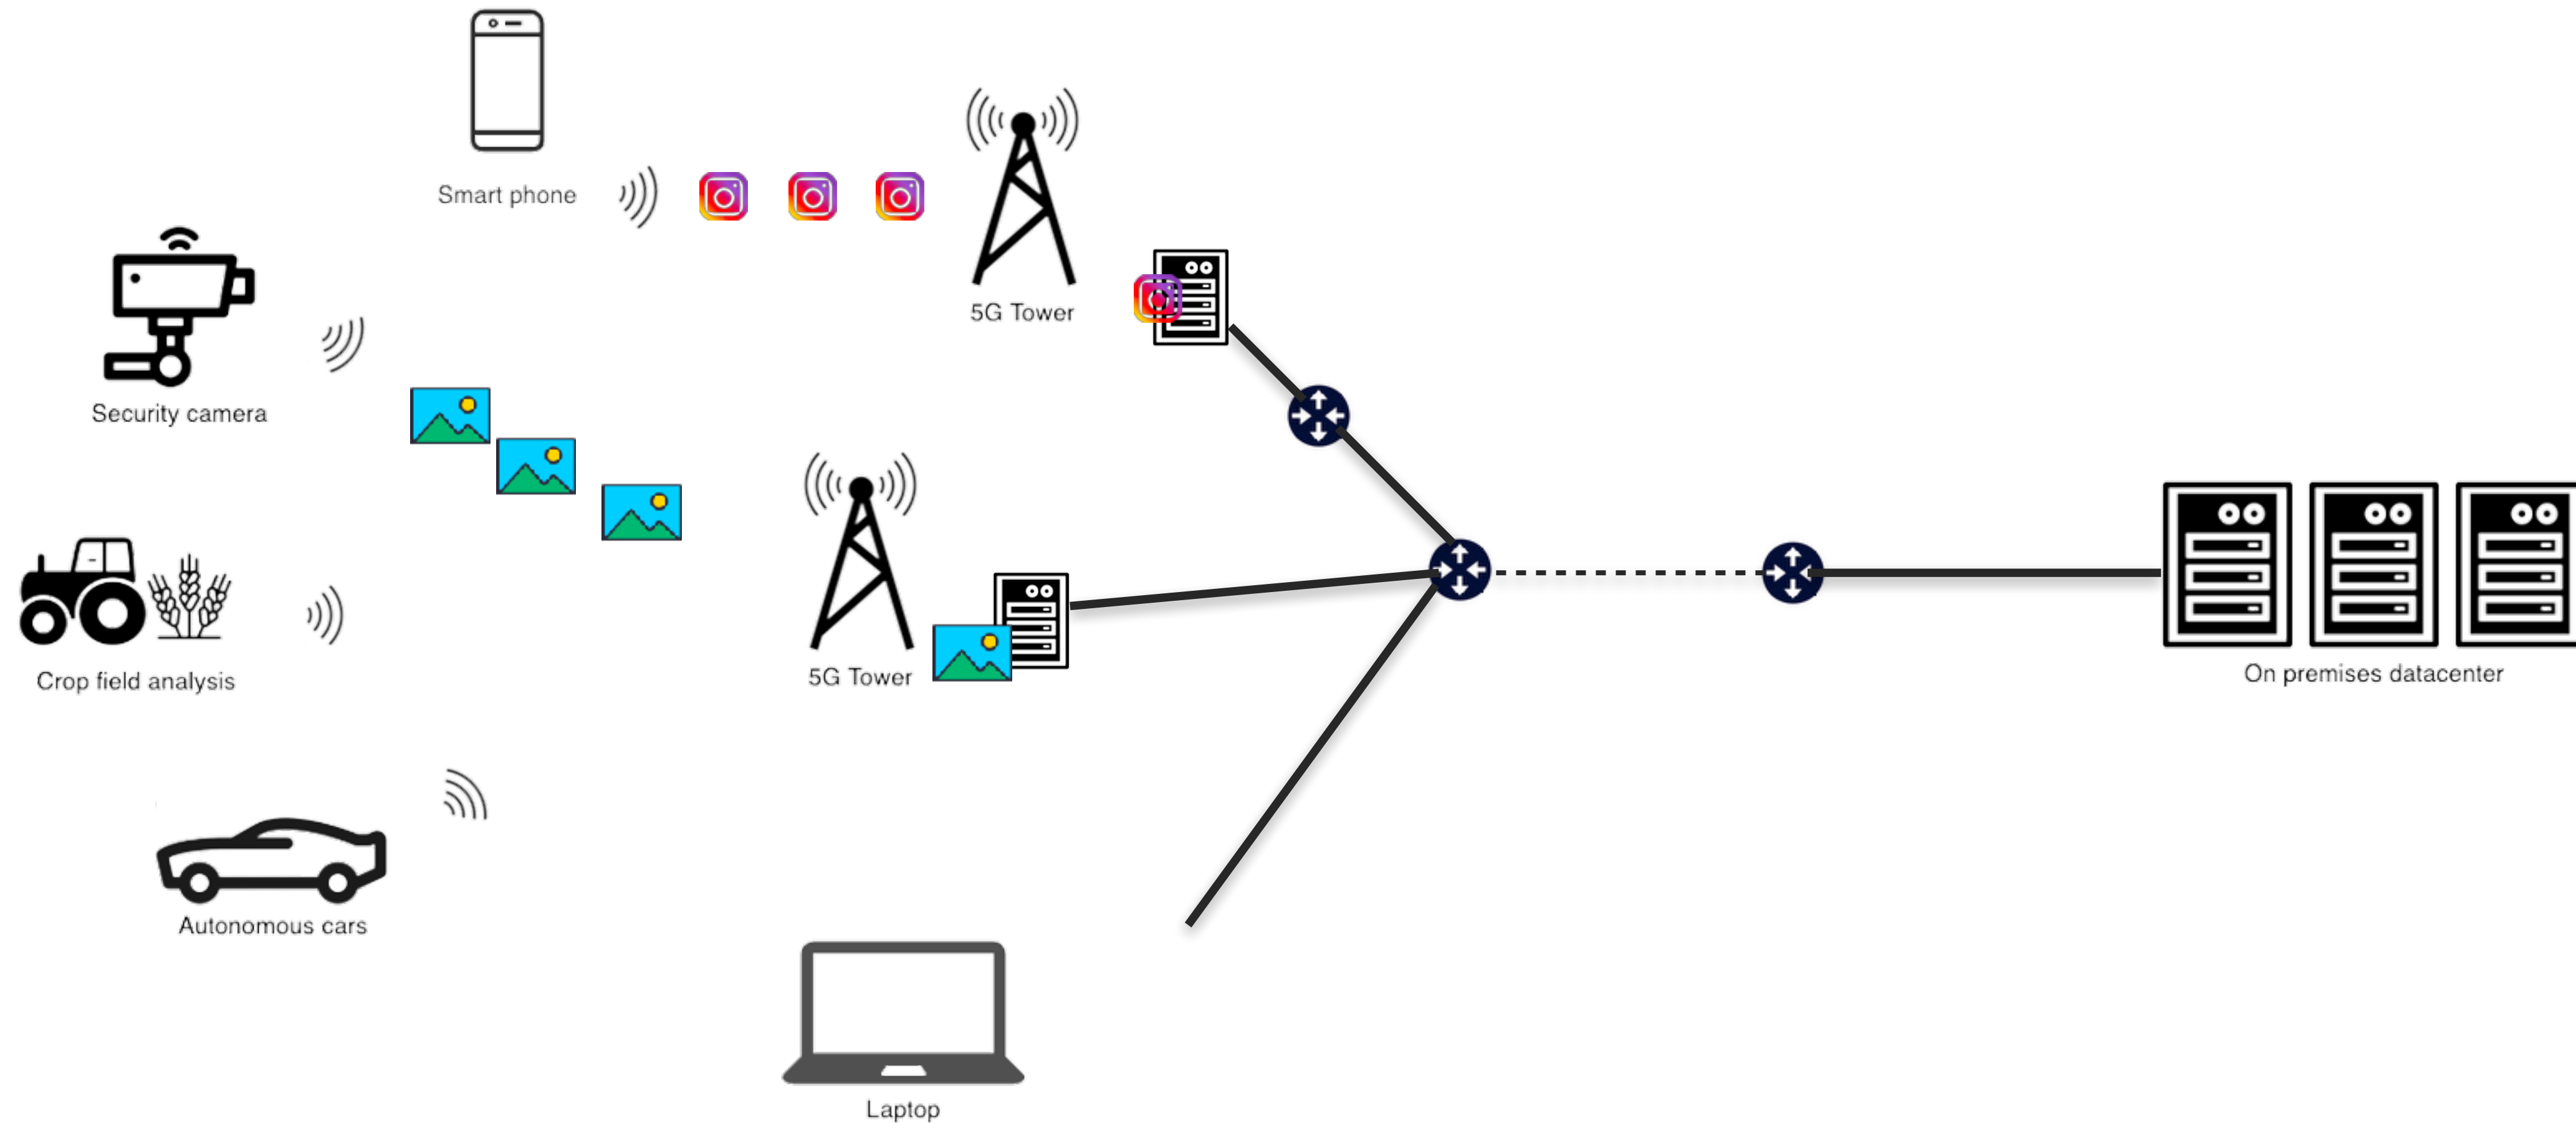 Smart phone
5G Tower
Security camera
5G Tower
Crop field analysis
On premises datacenter
Autonomous cars
Laptop